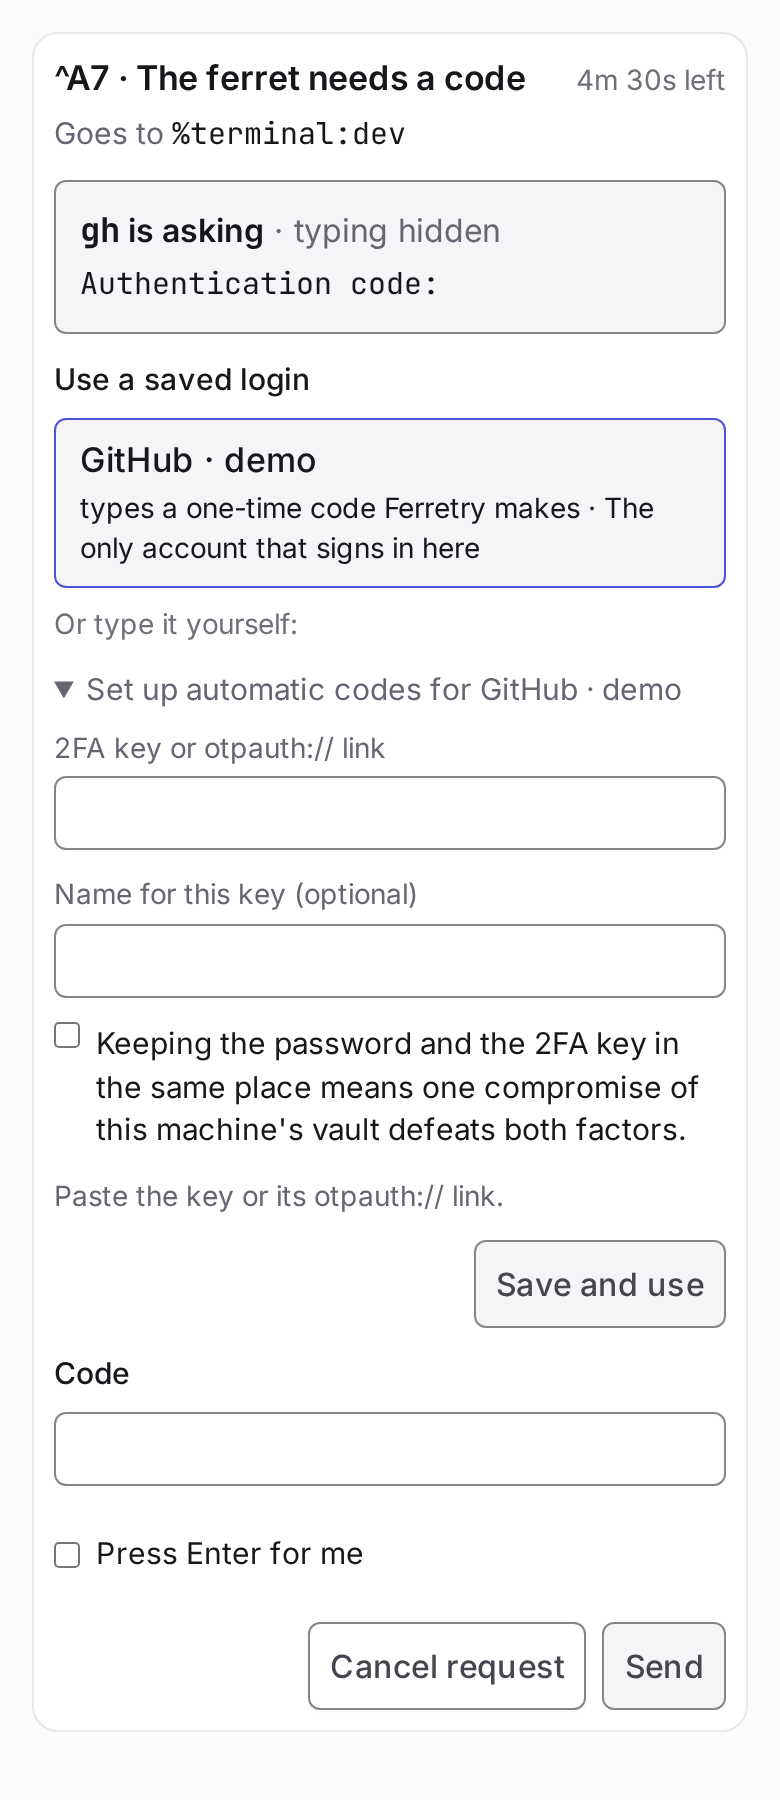 ^A7 · The ferret needs a code
4m 30s left
Goes to %terminal:dev
gh is asking · typing hidden
Authentication code:
Use a saved login
GitHub · demo
types a one-time code Ferretry makes · The
only account that signs in here
Or type it yourself:
▼ Set up automatic codes for GitHub · demo
2FA key or otpauth:// link
Name for this key (optional)
Keeping the password and the 2FA key in
the same place means one compromise of
this machine's vault defeats both factors.
Paste the key or its otpauth:// link.
Save and use
Code
Press Enter for me
Cancel request
Send